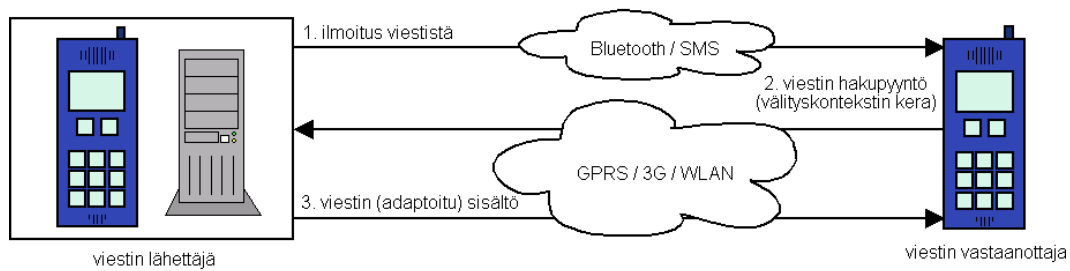 1. ilmoitus viestistä
Bluetooth / SMS
2. viestin hakupyyntö
(välityskontekstin kera)
GPRS / 3G / WLAN
3. viestin (adaptoitu) sisältö
viestin lähettäjä
viestin vastaanottaja